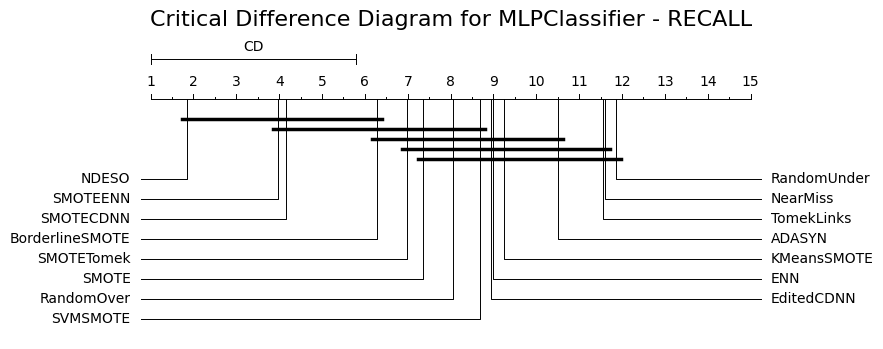 Critical Difference Diagram for MLPClassifier - RECALL
CD
1 2 3 4 5 6 7 8 9 10 11 12 13 14 15
NDESO RandomUnder
SMOTEENN NearMiss
SMOTECDNN TomekLinks
BorderlineSMOTE ADASYN
SMOTETomek KMeansSMOTE
SMOTE ENN
RandomOver EditedCDNN
SVMSMOTE